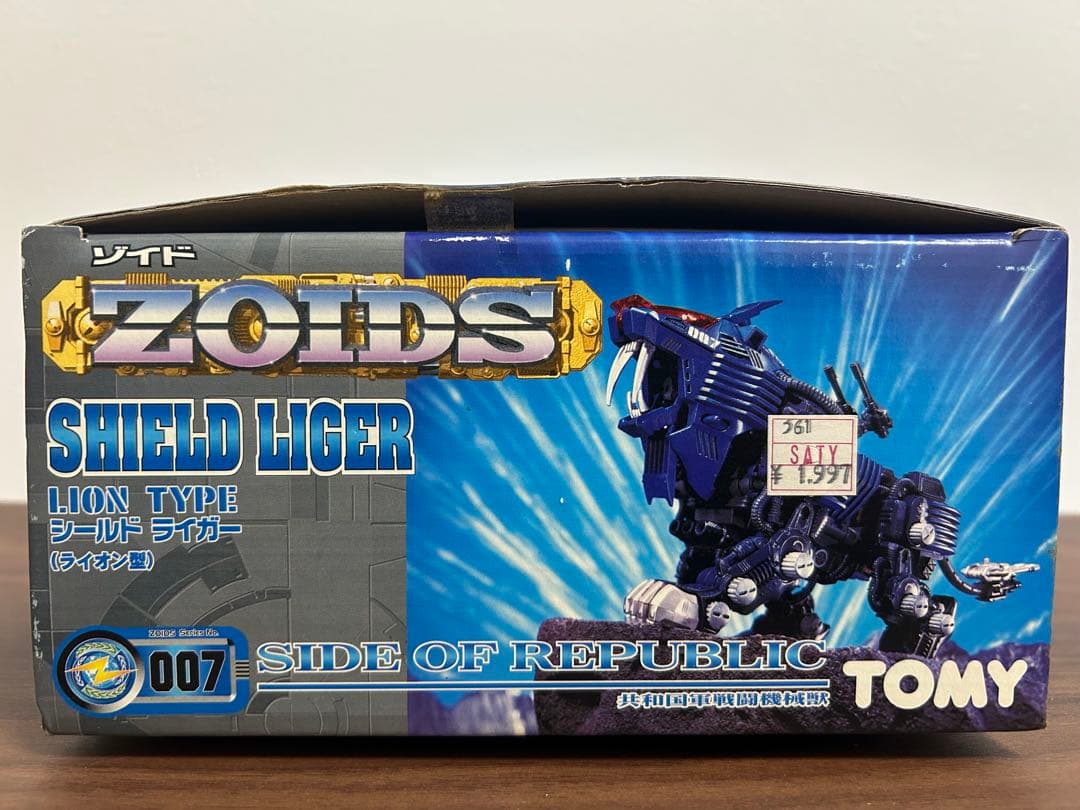 ゾイド
ZOIDS
SHIELD LIGER
LION TYPE
シールド ライガー
(ライオン型)
ZOIDS Series No.
007
SIDE OF REPUBLIC
共和国軍戦闘機械獣
TOMY
007
561
SATY
¥ 1,997